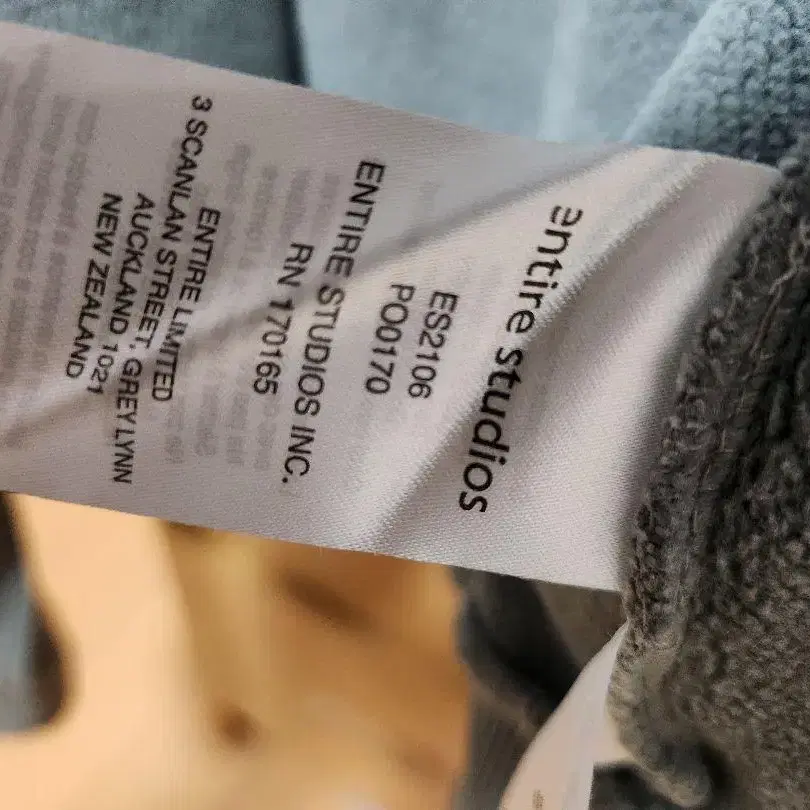 entire studios
ES2106
PO0170
ENTIRE STUDIOS INC.
RN 170165
ENTIRE LIMITED
3 SCANLAN STREET, GREY LYNN
AUCKLAND 1021
NEW ZEALAND